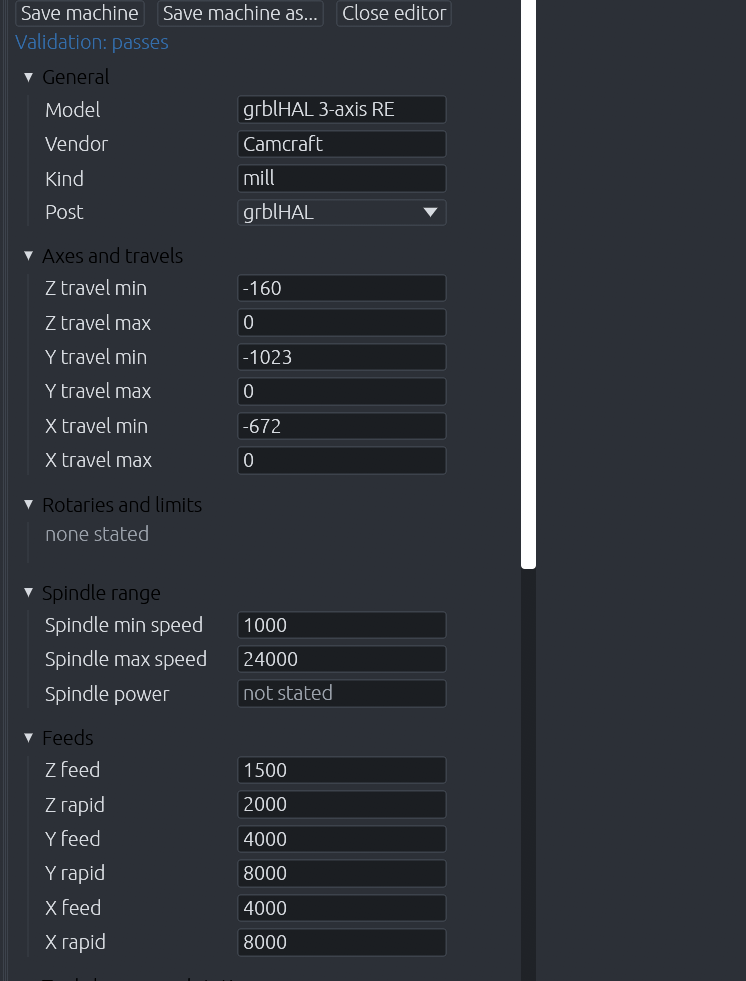 Save machine Save machine as... Close editor
Validation: passes
General
Model grblHAL 3-axis RE
Vendor Camcraft
Kind mill
Post grblHAL
Axes and travels
Z travel min -160
Z travel max 0
Y travel min -1023
Y travel max 0
X travel min -672
X travel max 0
Rotaries and limits
none stated
Spindle range
Spindle min speed 1000
Spindle max speed 24000
Spindle power not stated
Feeds
Z feed 1500
Z rapid 2000
Y feed 4000
Y rapid 8000
X feed 4000
X rapid 8000